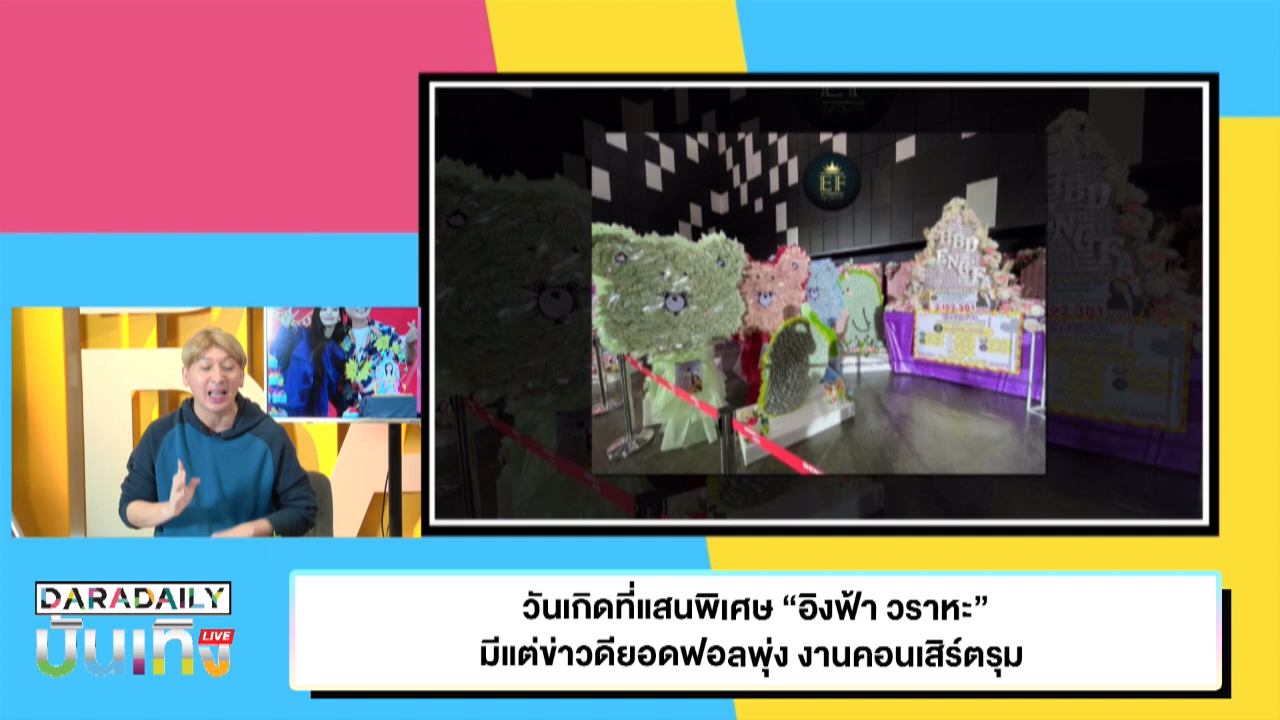 EF
HBD
ENGFA
DARADAILY
บันเทิง
LIVE
วันเกิดที่แสนพิเศษ “อิงฟ้า วราหะ”
มีแต่ข่าวดียอดฟอลพุ่ง งานคอนเสิร์ตรุม